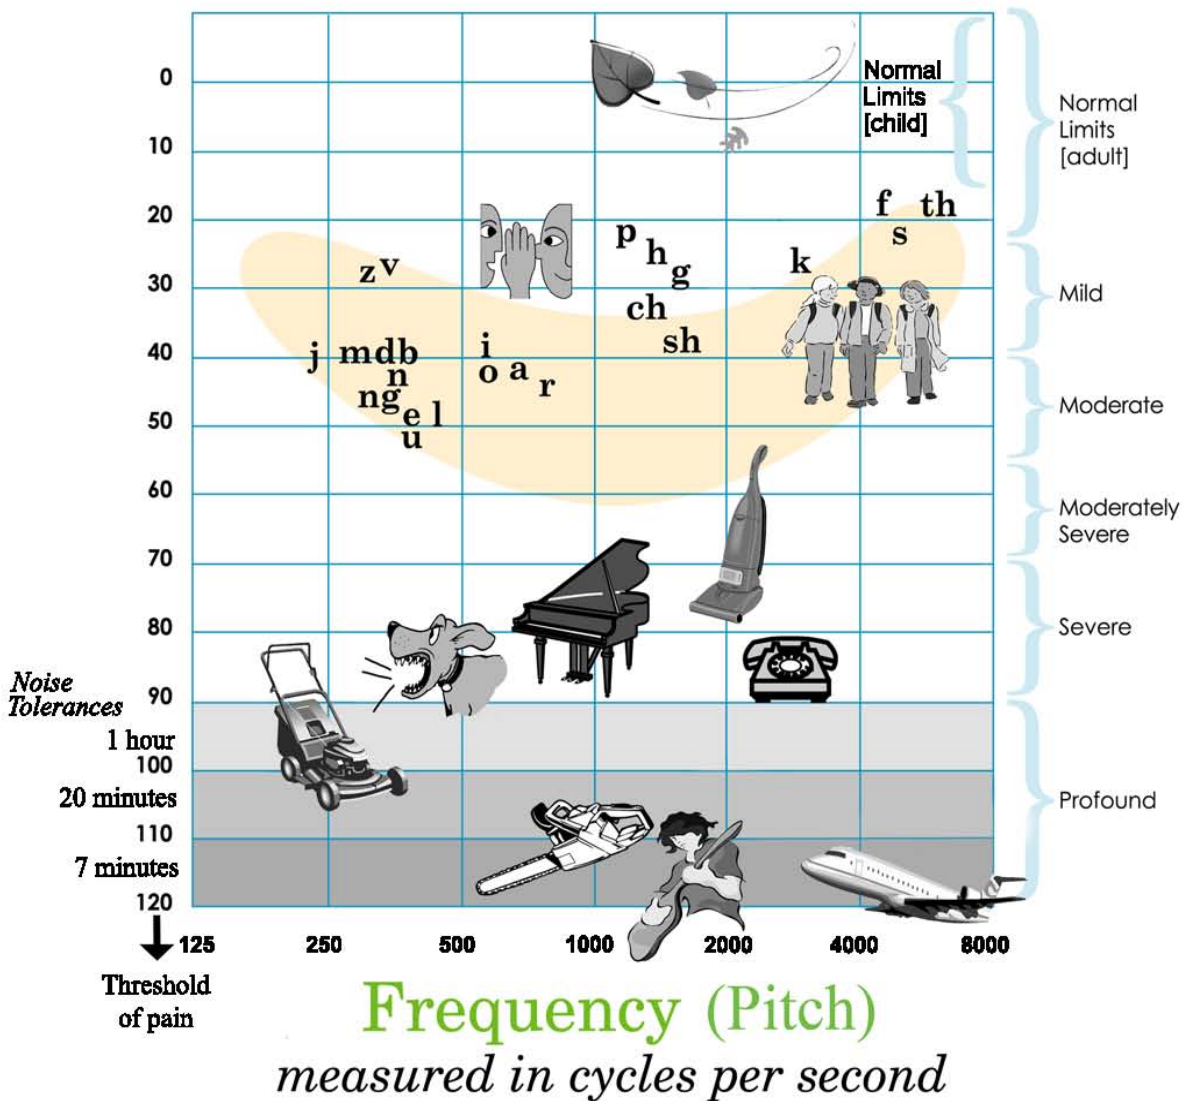 0
10
20
30
40
50
60
70
80
90
100
110
120
Noise
Tolerances
1 hour
20 minutes
7 minutes
Threshold
of pain
Normal
Limits
[child]
f th
s
p
h
g
k
z v
ch
sh
j m d b
n
ng
e l
u
i
o a
r
Normal
Limits
[adult]
Mild
Moderate
Moderately
Severe
Severe
Profound
125 250 500 1000 2000 4000 8000
Frequency (Pitch)
measured in cycles per second